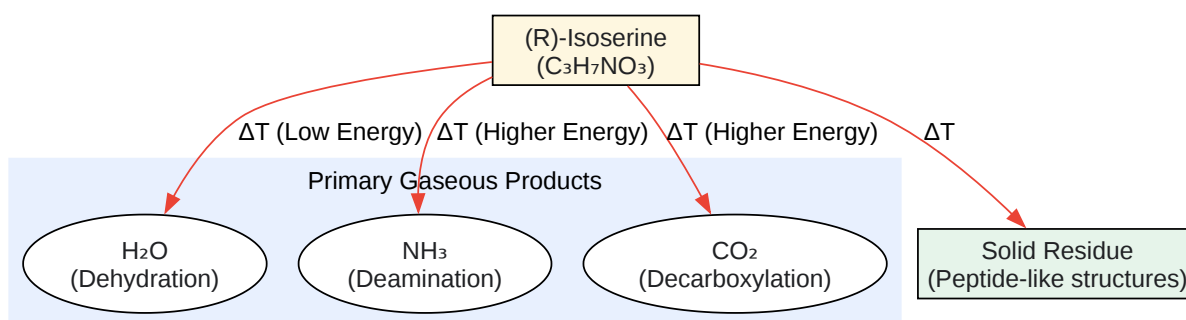 (R)-Isoserine
(C₃H₇NO₃)
ΔT (Low Energy)
ΔT (Higher Energy)
ΔT (Higher Energy)
ΔT
Primary Gaseous Products
H₂O
(Dehydration)
NH₃
(Deamination)
CO₂
(Decarboxylation)
Solid Residue
(Peptide-like structures)